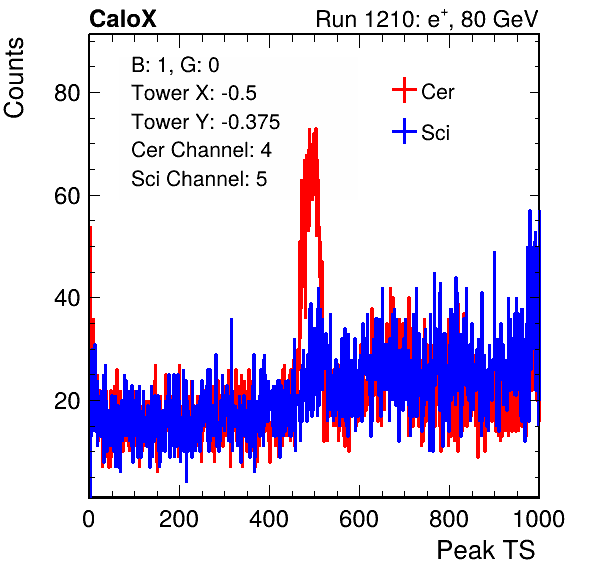 CaloX Run 1210: e⁺, 80 GeV
Counts
B: 1, G: 0
Tower X: -0.5
Tower Y: -0.375
Cer Channel: 4
Sci Channel: 5
Cer
Sci
80
60
40
20
0 200 400 600 800 1000
Peak TS